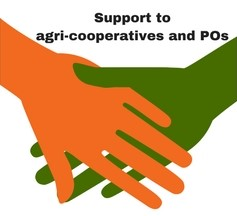 Support to
agri-cooperatives and POs